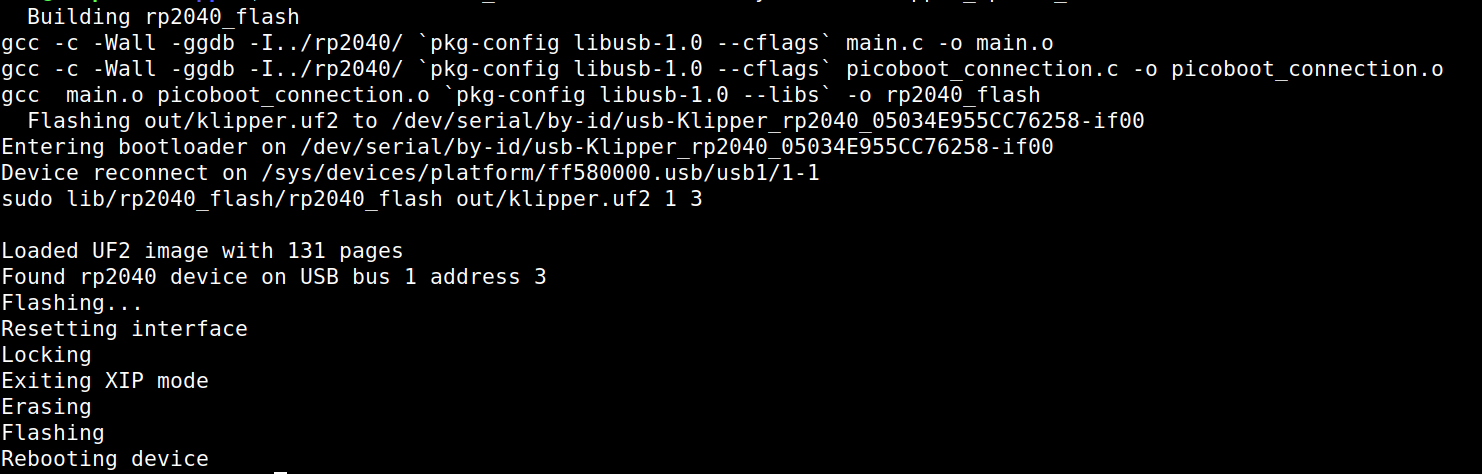 Building rp2040_flash
gcc -c -Wall -ggdb -I../rp2040/ `pkg-config libusb-1.0 --cflags` main.c -o main.o
gcc -c -Wall -ggdb -I../rp2040/ `pkg-config libusb-1.0 --cflags` picoboot_connection.c -o picoboot_connection.o
gcc  main.o picoboot_connection.o `pkg-config libusb-1.0 --libs` -o rp2040_flash
  Flashing out/klipper.uf2 to /dev/serial/by-id/usb-Klipper_rp2040_05034E955CC76258-if00
Entering bootloader on /dev/serial/by-id/usb-Klipper_rp2040_05034E955CC76258-if00
Device reconnect on /sys/devices/platform/ff580000.usb/usb1/1-1
sudo lib/rp2040_flash/rp2040_flash out/klipper.uf2 1 3
Loaded UF2 image with 131 pages
Found rp2040 device on USB bus 1 address 3
Flashing...
Resetting interface
Locking
Exiting XIP mode
Erasing
Flashing
Rebooting device